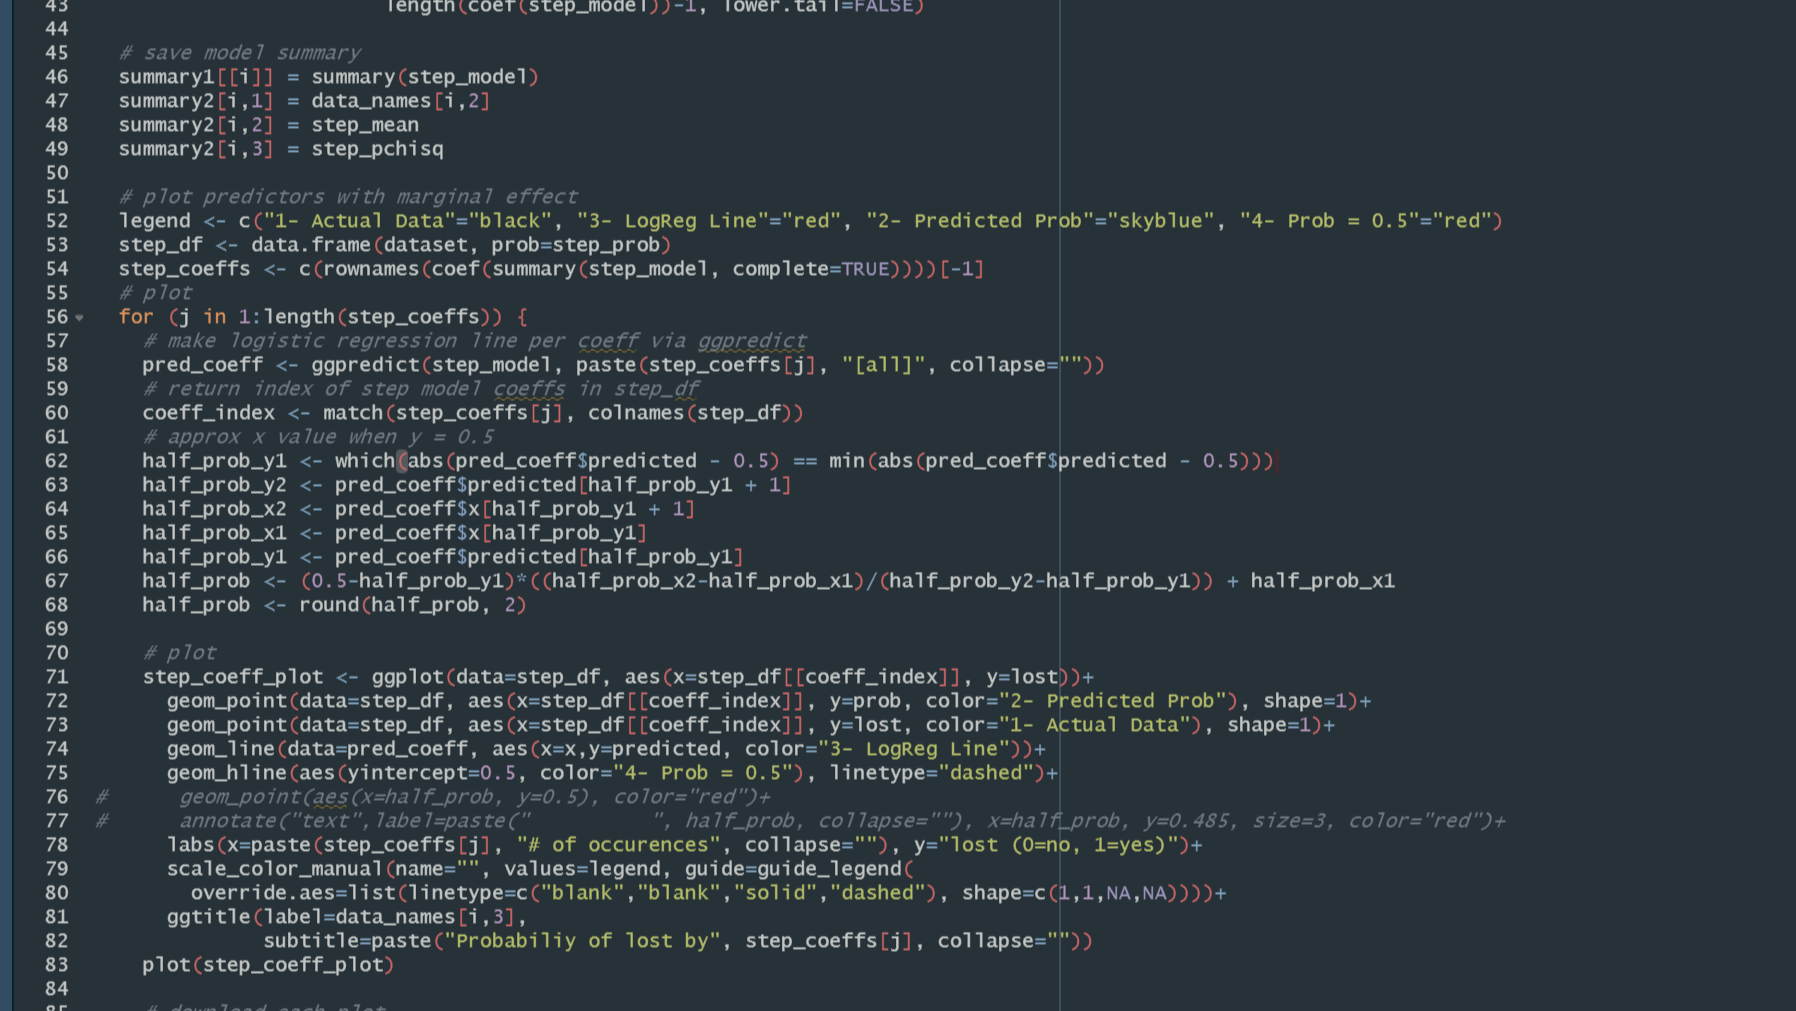 43                           length(coef(step_model))-1, lower.tail=FALSE)
44
45     # save model summary
46     summary1[[i]] = summary(step_model)
47     summary2[i,1] = data_names[i,2]
48     summary2[i,2] = step_mean
49     summary2[i,3] = step_pchisq
50
51     # plot predictors with marginal effect
52     legend <- c("1- Actual Data"="black", "3- LogReg Line"="red", "2- Predicted Prob"="skyblue", "4- Prob = 0.5"="red")
53     step_df <- data.frame(dataset, prob=step_prob)
54     step_coeffs <- c(rownames(coef(summary(step_model, complete=TRUE))))[-1]
55     # plot
56     for (j in 1:length(step_coeffs)) {
57       # make logistic regression line per coeff via ggpredict
58       pred_coeff <- ggpredict(step_model, paste(step_coeffs[j], "[all]", collapse=""))
59       # return index of step model coeffs in step_df
60       coeff_index <- match(step_coeffs[j], colnames(step_df))
61       # approx x value when y = 0.5
62       half_prob_y1 <- which(abs(pred_coeff$predicted - 0.5) == min(abs(pred_coeff$predicted - 0.5)))
63       half_prob_y2 <- pred_coeff$predicted[half_prob_y1 + 1]
64       half_prob_x2 <- pred_coeff$x[half_prob_y1 + 1]
65       half_prob_x1 <- pred_coeff$x[half_prob_y1]
66       half_prob_y1 <- pred_coeff$predicted[half_prob_y1]
67       half_prob <- (0.5-half_prob_y1)*((half_prob_x2-half_prob_x1)/(half_prob_y2-half_prob_y1)) + half_prob_x1
68       half_prob <- round(half_prob, 2)
69
70       # plot
71       step_coeff_plot <- ggplot(data=step_df, aes(x=step_df[[coeff_index]], y=lost))+
72         geom_point(data=step_df, aes(x=step_df[[coeff_index]], y=prob, color="2- Predicted Prob"), shape=1)+
73         geom_point(data=step_df, aes(x=step_df[[coeff_index]], y=lost, color="1- Actual Data"), shape=1)+
74         geom_line(data=pred_coeff, aes(x=x,y=predicted, color="3- LogReg Line"))+
75         geom_hline(aes(yintercept=0.5, color="4- Prob = 0.5"), linetype="dashed")+
76   #      geom_point(aes(x=half_prob, y=0.5), color="red")+
77   #      annotate("text",label=paste("          ", half_prob, collapse=""), x=half_prob, y=0.485, size=3, color="red")+
78         labs(x=paste(step_coeffs[j], "# of occurences", collapse=""), y="lost (0=no, 1=yes)")+
79         scale_color_manual(name="", values=legend, guide=guide_legend(
80           override.aes=list(linetype=c("blank","blank","solid","dashed"), shape=c(1,1,NA,NA))))+
81         ggtitle(label=data_names[i,3],
82                 subtitle=paste("Probabiliy of lost by", step_coeffs[j], collapse=""))
83       plot(step_coeff_plot)
84
85       # download each plot